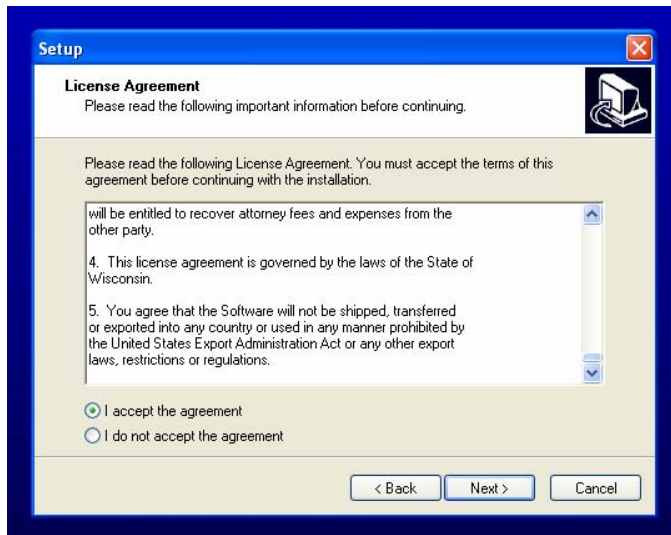 Setup
License Agreement
Please read the following important information before continuing.
Please read the following License Agreement. You must accept the terms of this
agreement before continuing with the installation.
will be entitled to recover attorney fees and expenses from the
other party.
4.  This license agreement is governed by the laws of the State of
Wisconsin.
5.  You agree that the Software will not be shipped, transferred
or exported into any country or used in any manner prohibited by
the United States Export Administration Act or any other export
laws, restrictions or regulations.
I accept the agreement
I do not accept the agreement
< Back
Next >
Cancel